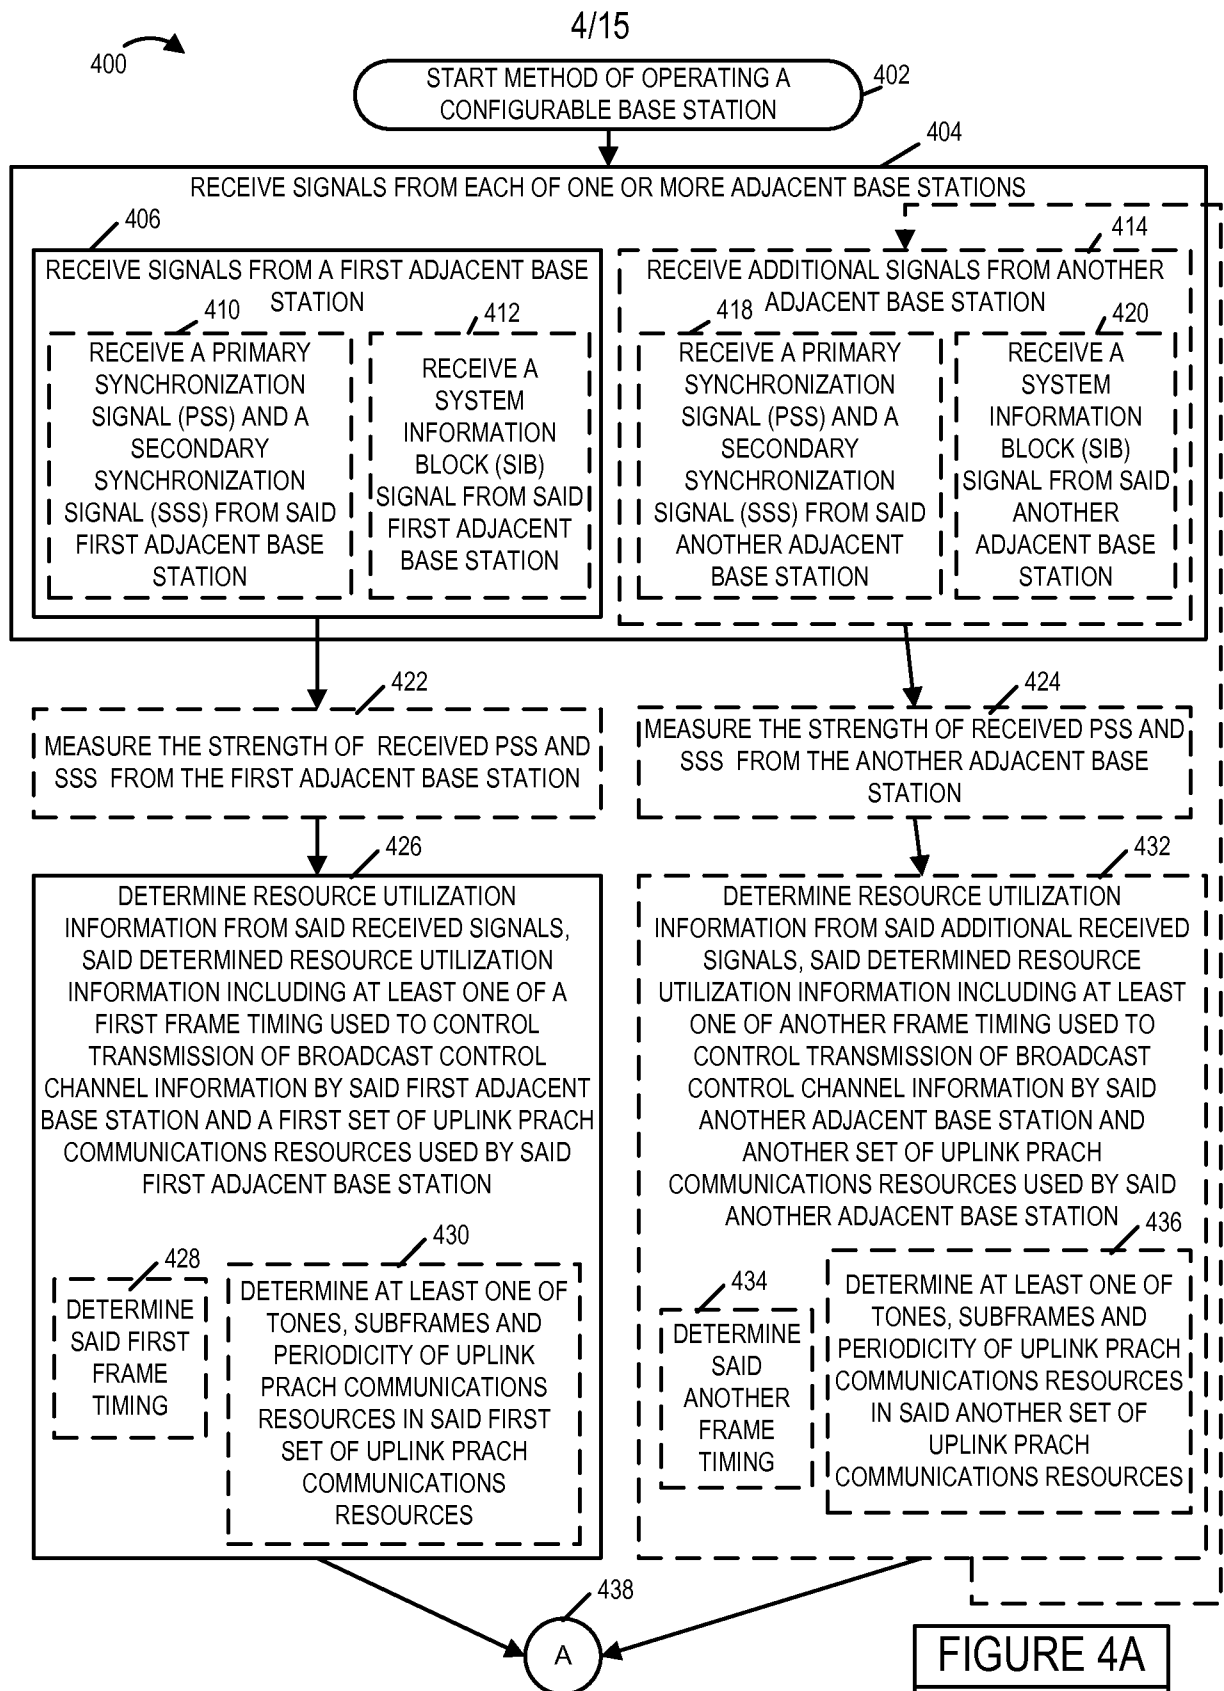 4/15
400
START METHOD OF OPERATING A
CONFIGURABLE BASE STATION
402
404
RECEIVE SIGNALS FROM EACH OF ONE OR MORE ADJACENT BASE STATIONS
406
RECEIVE SIGNALS FROM A FIRST ADJACENT BASE
STATION
410
RECEIVE A PRIMARY
SYNCHRONIZATION
SIGNAL (PSS) AND A
SECONDARY
SYNCHRONIZATION
SIGNAL (SSS) FROM SAID
FIRST ADJACENT BASE
STATION
412
RECEIVE A
SYSTEM
INFORMATION
BLOCK (SIB)
SIGNAL FROM SAID
FIRST ADJACENT
BASE STATION
414
RECEIVE ADDITIONAL SIGNALS FROM ANOTHER
ADJACENT BASE STATION
418
RECEIVE A PRIMARY
SYNCHRONIZATION
SIGNAL (PSS) AND A
SECONDARY
SYNCHRONIZATION
SIGNAL (SSS) FROM SAID
ANOTHER ADJACENT
BASE STATION
420
RECEIVE A
SYSTEM
INFORMATION
BLOCK (SIB)
SIGNAL FROM SAID
ANOTHER
ADJACENT BASE
STATION
422
MEASURE THE STRENGTH OF RECEIVED PSS AND
SSS FROM THE FIRST ADJACENT BASE STATION
424
MEASURE THE STRENGTH OF RECEIVED PSS AND
SSS FROM THE ANOTHER ADJACENT BASE
STATION
426
DETERMINE RESOURCE UTILIZATION
INFORMATION FROM SAID RECEIVED SIGNALS,
SAID DETERMINED RESOURCE UTILIZATION
INFORMATION INCLUDING AT LEAST ONE OF A
FIRST FRAME TIMING USED TO CONTROL
TRANSMISSION OF BROADCAST CONTROL
CHANNEL INFORMATION BY SAID FIRST ADJACENT
BASE STATION AND A FIRST SET OF UPLINK PRACH
COMMUNICATIONS RESOURCES USED BY SAID
FIRST ADJACENT BASE STATION
428
DETERMINE
SAID FIRST
FRAME
TIMING
430
DETERMINE AT LEAST ONE OF
TONES, SUBFRAMES AND
PERIODICITY OF UPLINK
PRACH COMMUNICATIONS
RESOURCES IN SAID FIRST
SET OF UPLINK PRACH
COMMUNICATIONS
RESOURCES
432
DETERMINE RESOURCE UTILIZATION
INFORMATION FROM SAID ADDITIONAL RECEIVED
SIGNALS, SAID DETERMINED RESOURCE
UTILIZATION INFORMATION INCLUDING AT LEAST
ONE OF ANOTHER FRAME TIMING USED TO
CONTROL TRANSMISSION OF BROADCAST
CONTROL CHANNEL INFORMATION BY SAID
ANOTHER ADJACENT BASE STATION AND
ANOTHER SET OF UPLINK PRACH
COMMUNICATIONS RESOURCES USED BY SAID
ANOTHER ADJACENT BASE STATION
434
DETERMINE
SAID
ANOTHER
FRAME
TIMING
436
DETERMINE AT LEAST ONE OF
TONES, SUBFRAMES AND
PERIODICITY OF UPLINK PRACH
COMMUNICATIONS RESOURCES
IN SAID ANOTHER SET OF
UPLINK PRACH
COMMUNICATIONS RESOURCES
438
A
FIGURE 4A